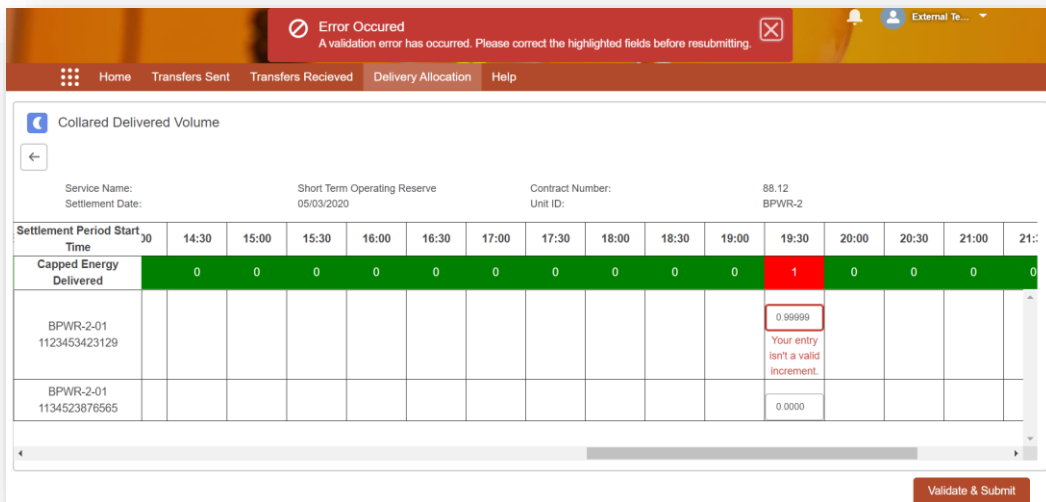 Error Occured
A validation error has occurred. Please correct the highlighted fields before resubmitting.
External Te...
Home Transfers Sent Transfers Recieved Delivery Allocation Help
Collared Delivered Volume
Service Name: Short Term Operating Reserve Contract Number: 88.12
Settlement Date: 05/03/2020 Unit ID: BPWR-2
Settlement Period Start Time 00 14:30 15:00 15:30 16:00 16:30 17:00 17:30 18:00 18:30 19:00 19:30 20:00 20:30 21:00 21:
Capped Energy Delivered 0 0 0 0 0 0 0 0 0 0 1 0 0 0 0
BPWR-2-01
1123453423129
0.99999
Your entry
isn't a valid
increment.
BPWR-2-01
1134523876565
0.0000
Validate & Submit